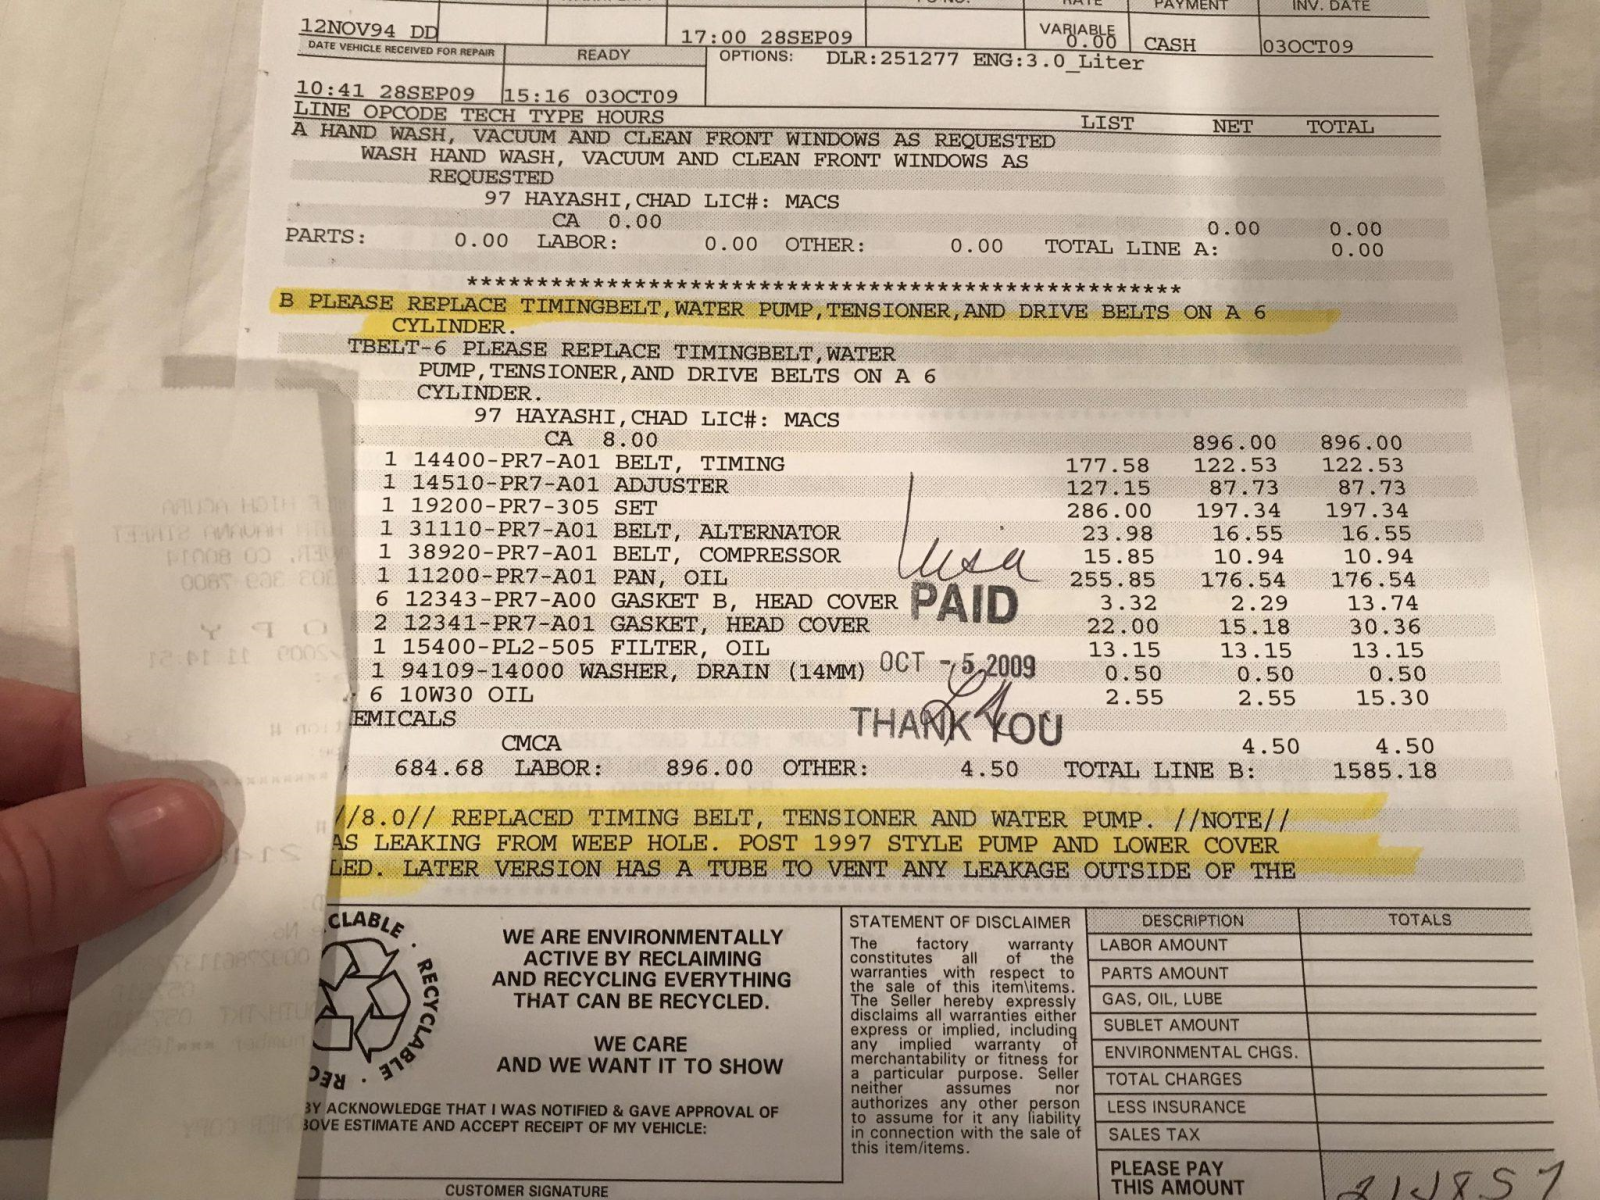 RATE PAYMENT INV. DATE
12NOV94 DD 17:00 28SEP09 VARIABLE 0.00 CASH 03OCT09
DATE VEHICLE RECEIVED FOR REPAIR READY OPTIONS: DLR:251277 ENG:3.0_Liter
10:41 28SEP09 15:16 03OCT09
LINE OPCODE TECH TYPE HOURS LIST NET TOTAL
A HAND WASH, VACUUM AND CLEAN FRONT WINDOWS AS REQUESTED
WASH HAND WASH, VACUUM AND CLEAN FRONT WINDOWS AS
REQUESTED
97 HAYASHI,CHAD LIC#: MACS
CA 0.00 0.00 0.00
PARTS: 0.00 LABOR: 0.00 OTHER: 0.00 TOTAL LINE A: 0.00
***************************************************
B PLEASE REPLACE TIMINGBELT,WATER PUMP,TENSIONER,AND DRIVE BELTS ON A 6
CYLINDER.
TBELT-6 PLEASE REPLACE TIMINGBELT,WATER
PUMP,TENSIONER,AND DRIVE BELTS ON A 6
CYLINDER.
97 HAYASHI,CHAD LIC#: MACS
CA 8.00 896.00 896.00
1 14400-PR7-A01 BELT, TIMING 177.58 122.53 122.53
1 14510-PR7-A01 ADJUSTER 127.15 87.73 87.73
1 19200-PR7-305 SET 286.00 197.34 197.34
1 31110-PR7-A01 BELT, ALTERNATOR 23.98 16.55 16.55
1 38920-PR7-A01 BELT, COMPRESSOR 15.85 10.94 10.94
1 11200-PR7-A01 PAN, OIL 255.85 176.54 176.54
6 12343-PR7-A00 GASKET B, HEAD COVER 3.32 2.29 13.74
2 12341-PR7-A01 GASKET, HEAD COVER 22.00 15.18 30.36
1 15400-PL2-505 FILTER, OIL 13.15 13.15 13.15
1 94109-14000 WASHER, DRAIN (14MM) 0.50 0.50 0.50
6 10W30 OIL 2.55 2.55 15.30
Visa
PAID
OCT -5,2009
THANK YOU
EMICALS
CMCA 4.50 4.50
684.68 LABOR: 896.00 OTHER: 4.50 TOTAL LINE B: 1585.18
//8.0// REPLACED TIMING BELT, TENSIONER AND WATER PUMP. //NOTE//
AS LEAKING FROM WEEP HOLE. POST 1997 STYLE PUMP AND LOWER COVER
LED. LATER VERSION HAS A TUBE TO VENT ANY LEAKAGE OUTSIDE OF THE
CLABLE · RECYCLABLE · REC
WE ARE ENVIRONMENTALLY
ACTIVE BY RECLAIMING
AND RECYCLING EVERYTHING
THAT CAN BE RECYCLED.
WE CARE
AND WE WANT IT TO SHOW
BY ACKNOWLEDGE THAT I WAS NOTIFIED & GAVE APPROVAL OF
BOVE ESTIMATE AND ACCEPT RECEIPT OF MY VEHICLE:
CUSTOMER SIGNATURE
STATEMENT OF DISCLAIMER
The factory warranty
constitutes all of the
warranties with respect to
the sale of this item\items.
The Seller hereby expressly
disclaims all warranties either
express or implied, including
any implied warranty of
merchantability or fitness for
a particular purpose. Seller
neither assumes nor
authorizes any other person
to assume for it any liability
in connection with the sale of
this item/items.
DESCRIPTION TOTALS
LABOR AMOUNT
PARTS AMOUNT
GAS, OIL, LUBE
SUBLET AMOUNT
ENVIRONMENTAL CHGS.
TOTAL CHARGES
LESS INSURANCE
SALES TAX
PLEASE PAY
THIS AMOUNT